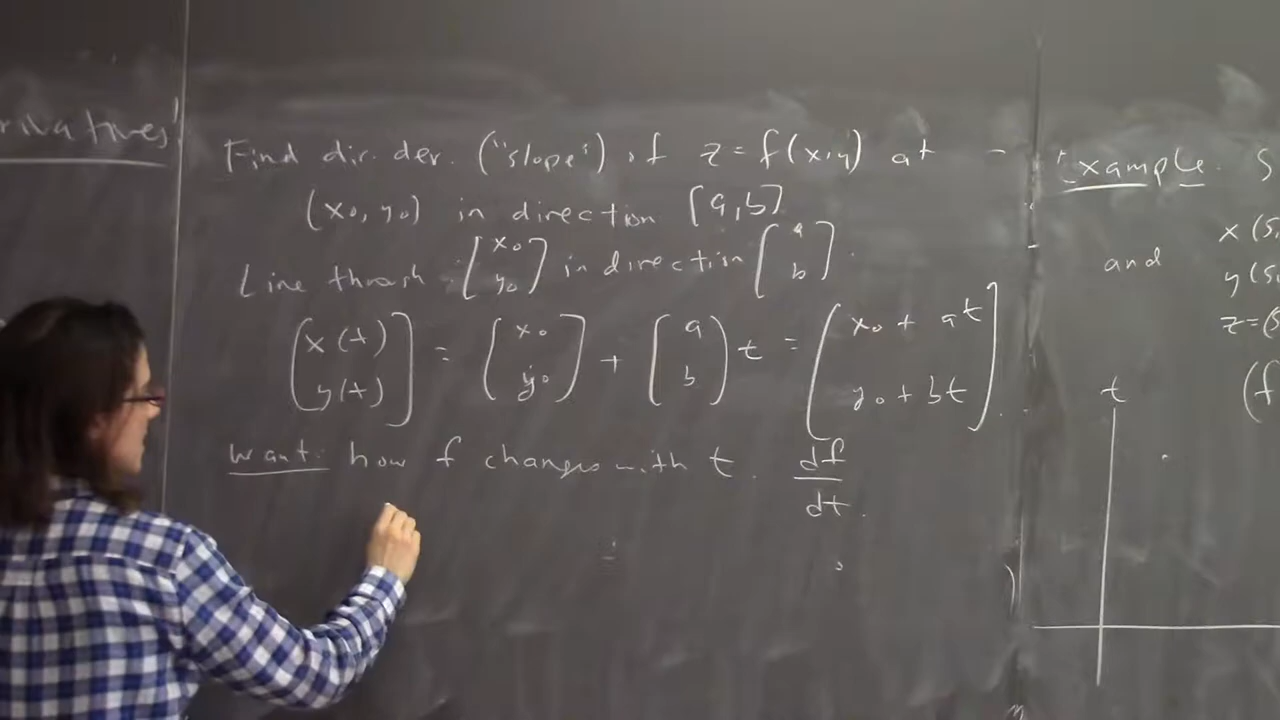 rivatives"
Find dir. der. ("slope") of z = f(x,y) at
(x₀, y₀) in direction [a,b]
Line through [x₀ y₀] in direction [a b].
[x(t) y(t)] = [x₀ y₀] + [a b] t = [x₀ + at y₀ + bt].
want: how f changes with t. df/dt.
Example. S
x(s,
and
y(s,
z=(s
(f
t